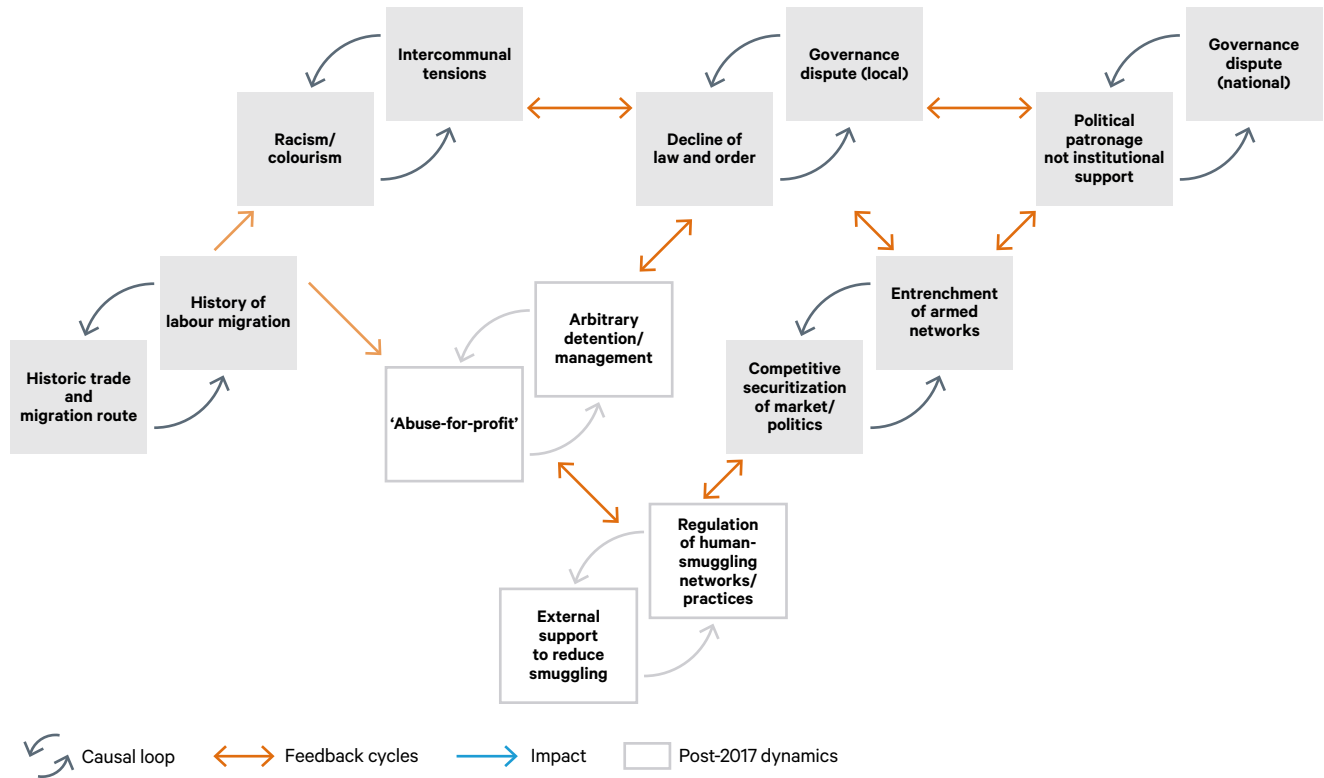 Intercommunal
tensions
Governance
dispute (local)
Governance
dispute
(national)
Racism/
colourism
Decline of
law and order
Political
patronage
not institutional
support
History of
labour migration
Arbitrary
detention/
management
Entrenchment
of armed
networks
Historic trade
and
migration route
‘Abuse-for-profit’
Competitive
securitization
of market/
politics
Regulation
of human-
smuggling
networks/
practices
External
support
to reduce
smuggling
Causal loop
Feedback cycles
Impact
Post-2017 dynamics